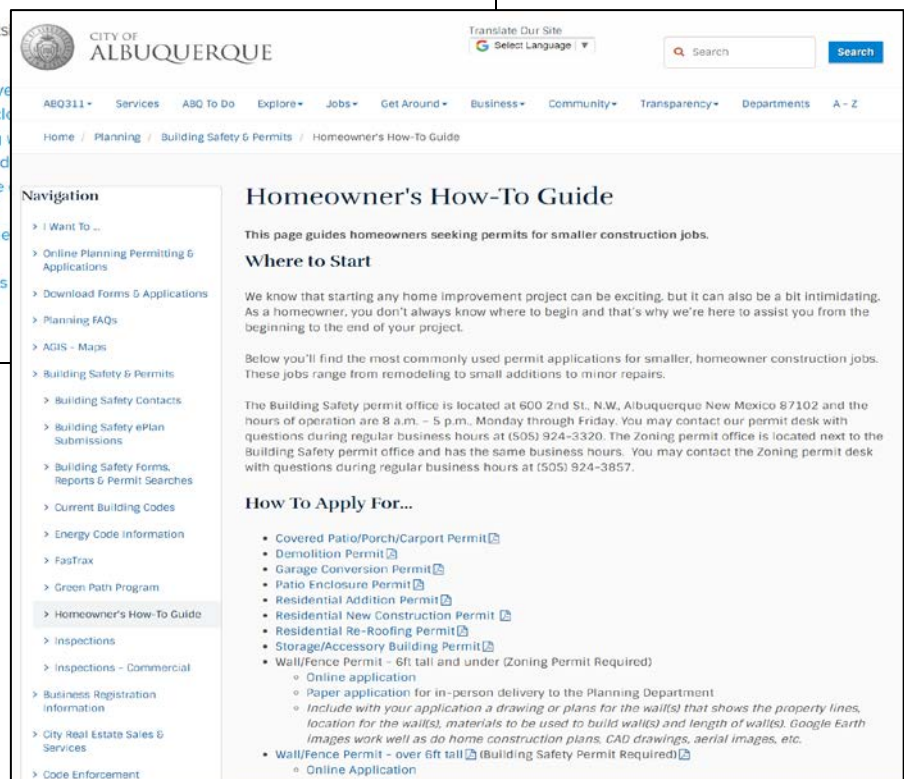 CITY OF
ALBUQUERQUE
Translate Our Site
Select Language ▼
Search
Search
ABQ311 Services ABQ To Do Explore Jobs Get Around Business Community Transparency Departments A - Z
Home / Planning / Building Safety & Permits / Homeowner's How-To Guide
Navigation
> I Want To ...
> Online Planning Permitting &
Applications
> Download Forms & Applications
> Planning FAQs
> AGIS - Maps
> Building Safety & Permits
> Building Safety Contacts
> Building Safety ePlan
Submissions
> Building Safety Forms,
Reports & Permit Searches
> Current Building Codes
> Energy Code Information
> FasTrax
> Green Path Program
> Homeowner's How-To Guide
> Inspections
> Inspections - Commercial
> Business Registration
Information
> City Real Estate Sales &
Services
> Code Enforcement
Homeowner's How-To Guide
This page guides homeowners seeking permits for smaller construction jobs.
Where to Start
We know that starting any home improvement project can be exciting, but it can also be a bit intimidating.
As a homeowner, you don't always know where to begin and that's why we're here to assist you from the
beginning to the end of your project.
Below you'll find the most commonly used permit applications for smaller, homeowner construction jobs.
These jobs range from remodeling to small additions to minor repairs.
The Building Safety permit office is located at 600 2nd St., N.W., Albuquerque New Mexico 87102 and the
hours of operation are 8 a.m. – 5 p.m., Monday through Friday. You may contact our permit desk with
questions during regular business hours at (505) 924-3320. The Zoning permit office is located next to the
Building Safety permit office and has the same business hours. You may contact the Zoning permit desk
with questions during regular business hours at (505) 924-3857.
How To Apply For...
• Covered Patio/Porch/Carport Permit
• Demolition Permit
• Garage Conversion Permit
• Patio Enclosure Permit
• Residential Addition Permit
• Residential New Construction Permit
• Residential Re-Roofing Permit
• Storage/Accessory Building Permit
• Wall/Fence Permit - 6ft tall and under (Zoning Permit Required)
◦ Online application
◦ Paper application for in-person delivery to the Planning Department
◦ Include with your application a drawing or plans for the wall(s) that shows the property lines,
location for the wall(s), materials to be used to build wall(s) and length of wall(s). Google Earth
images work well as do home construction plans, CAD drawings, aerial images, etc.
• Wall/Fence Permit - over 6ft tall (Building Safety Permit Required)
◦ Online Application